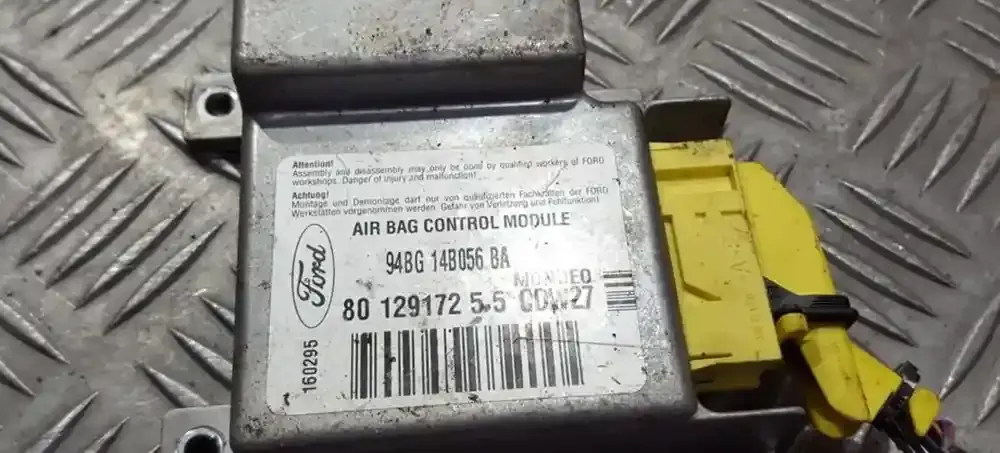 Attention!
Assembly and disassembly may only be done by qualified workers of FORD
workshops. Danger of injury and malfunction!
Achtung!
Montage und Demontage darf nur von qualifizierten Fachkräften der FORD
Werkstätten vorgenommen werden. Gefahr von Verletzung und Fehlfunktion!
AIR BAG CONTROL MODULE
Ford
94BG 14B056 BA
MONDEO
80 129172 5.5 CDW27
160295